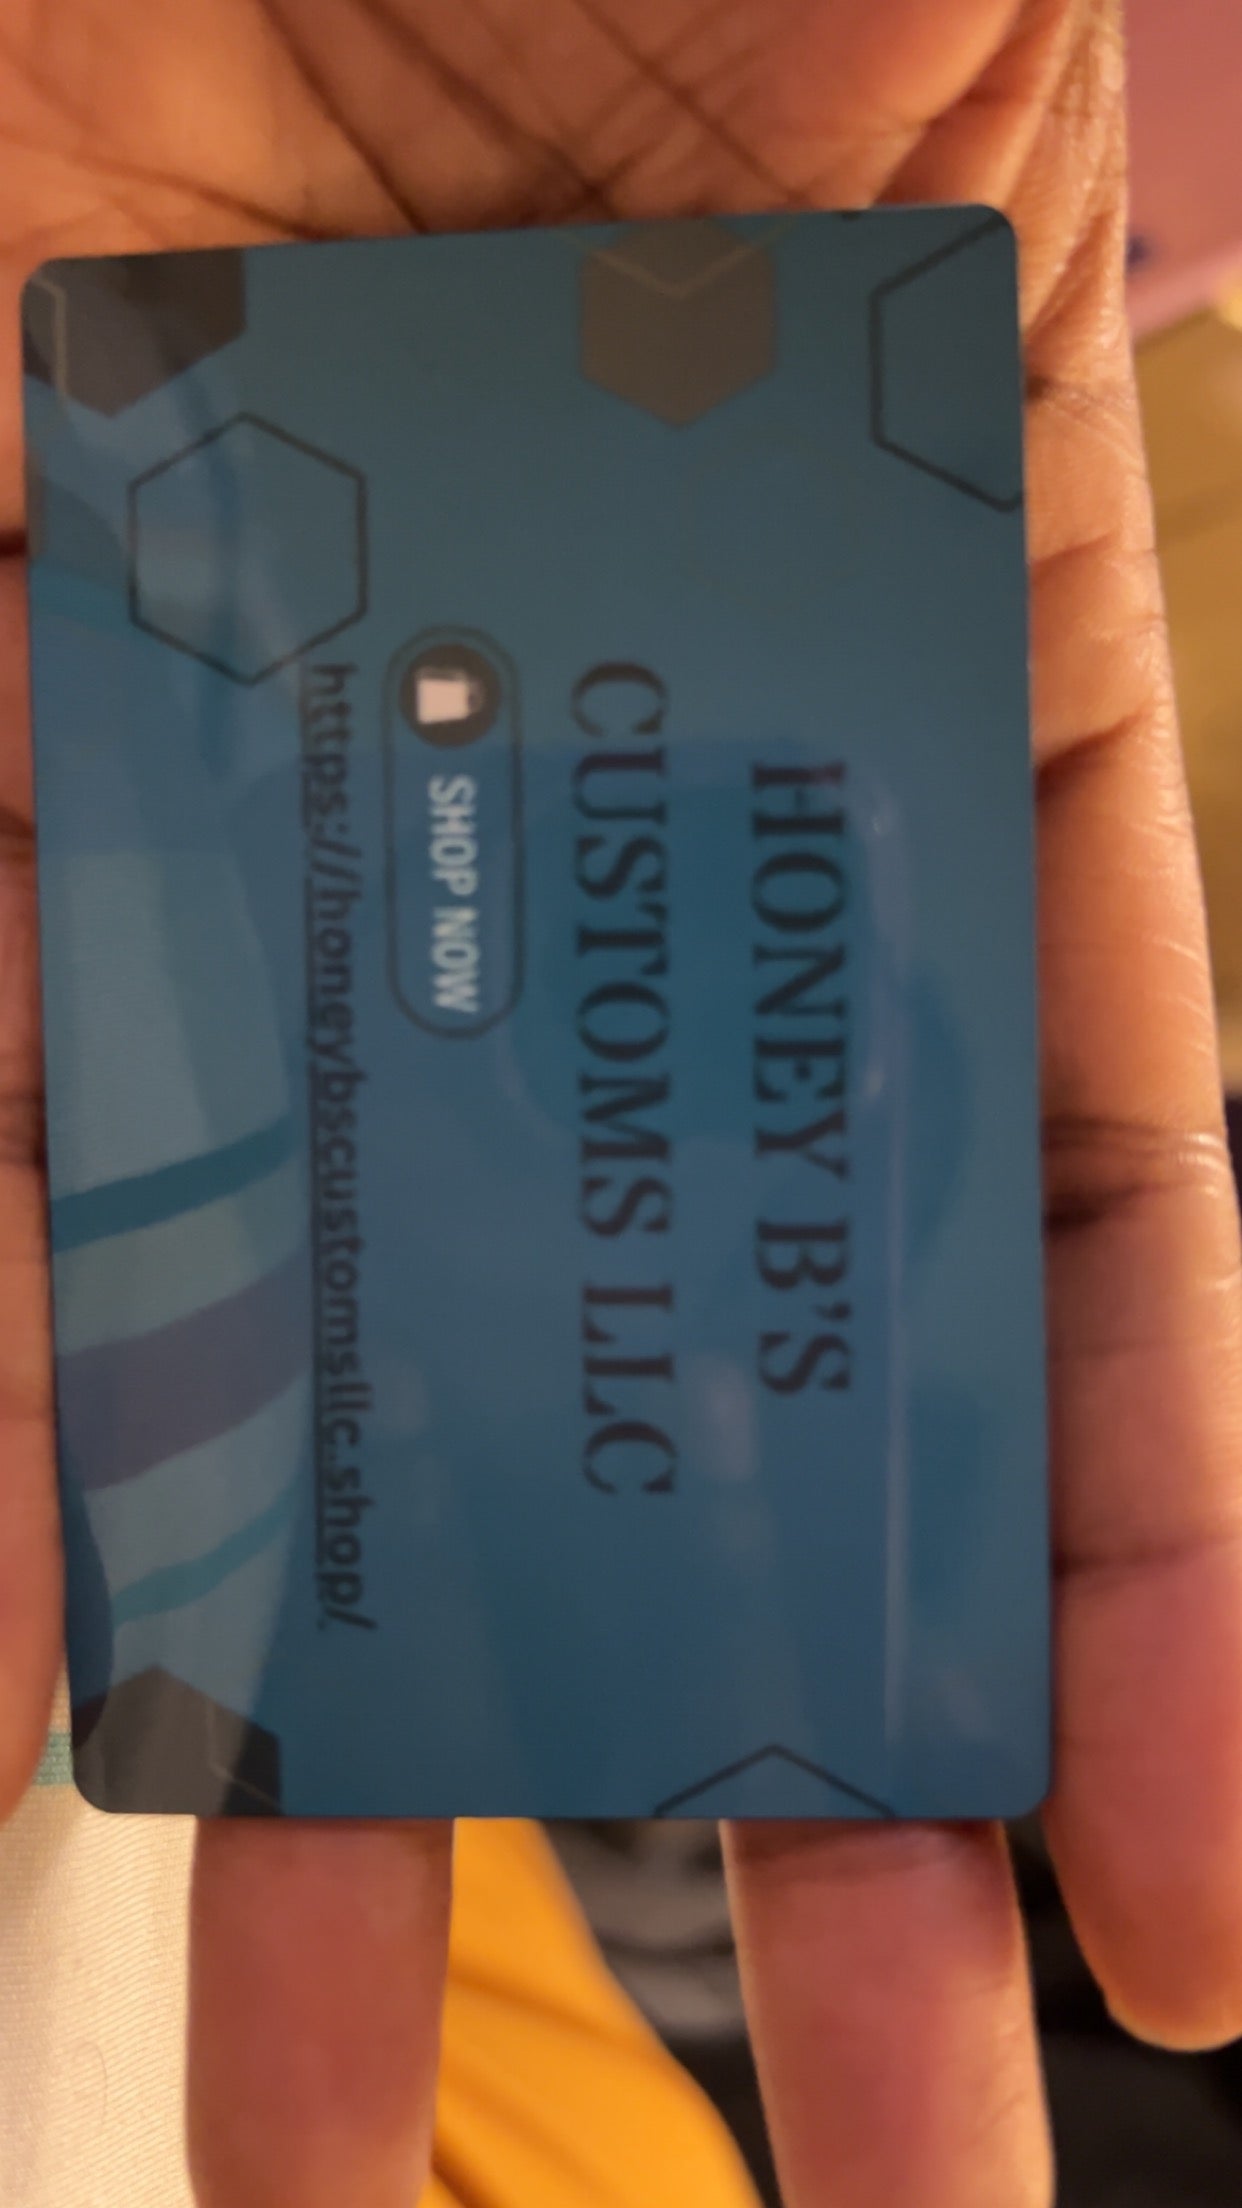 HONEY B'S
CUSTOMS LLC
SHOP NOW
https://honeybscustomsllc.shop/